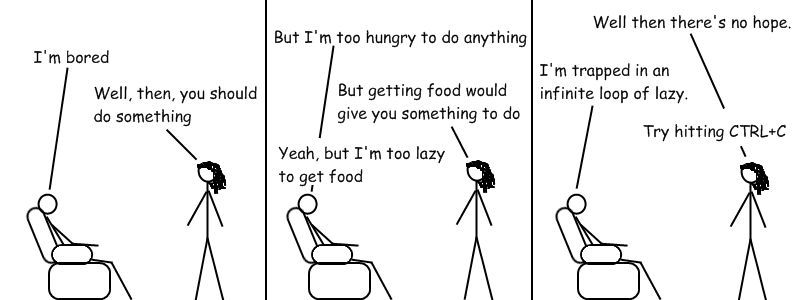 I'm bored
Well, then, you should
do something
But I'm too hungry to do anything
But getting food would
give you something to do
Yeah, but I'm too lazy
to get food
Well then there's no hope.
I'm trapped in an
infinite loop of lazy.
Try hitting CTRL+C